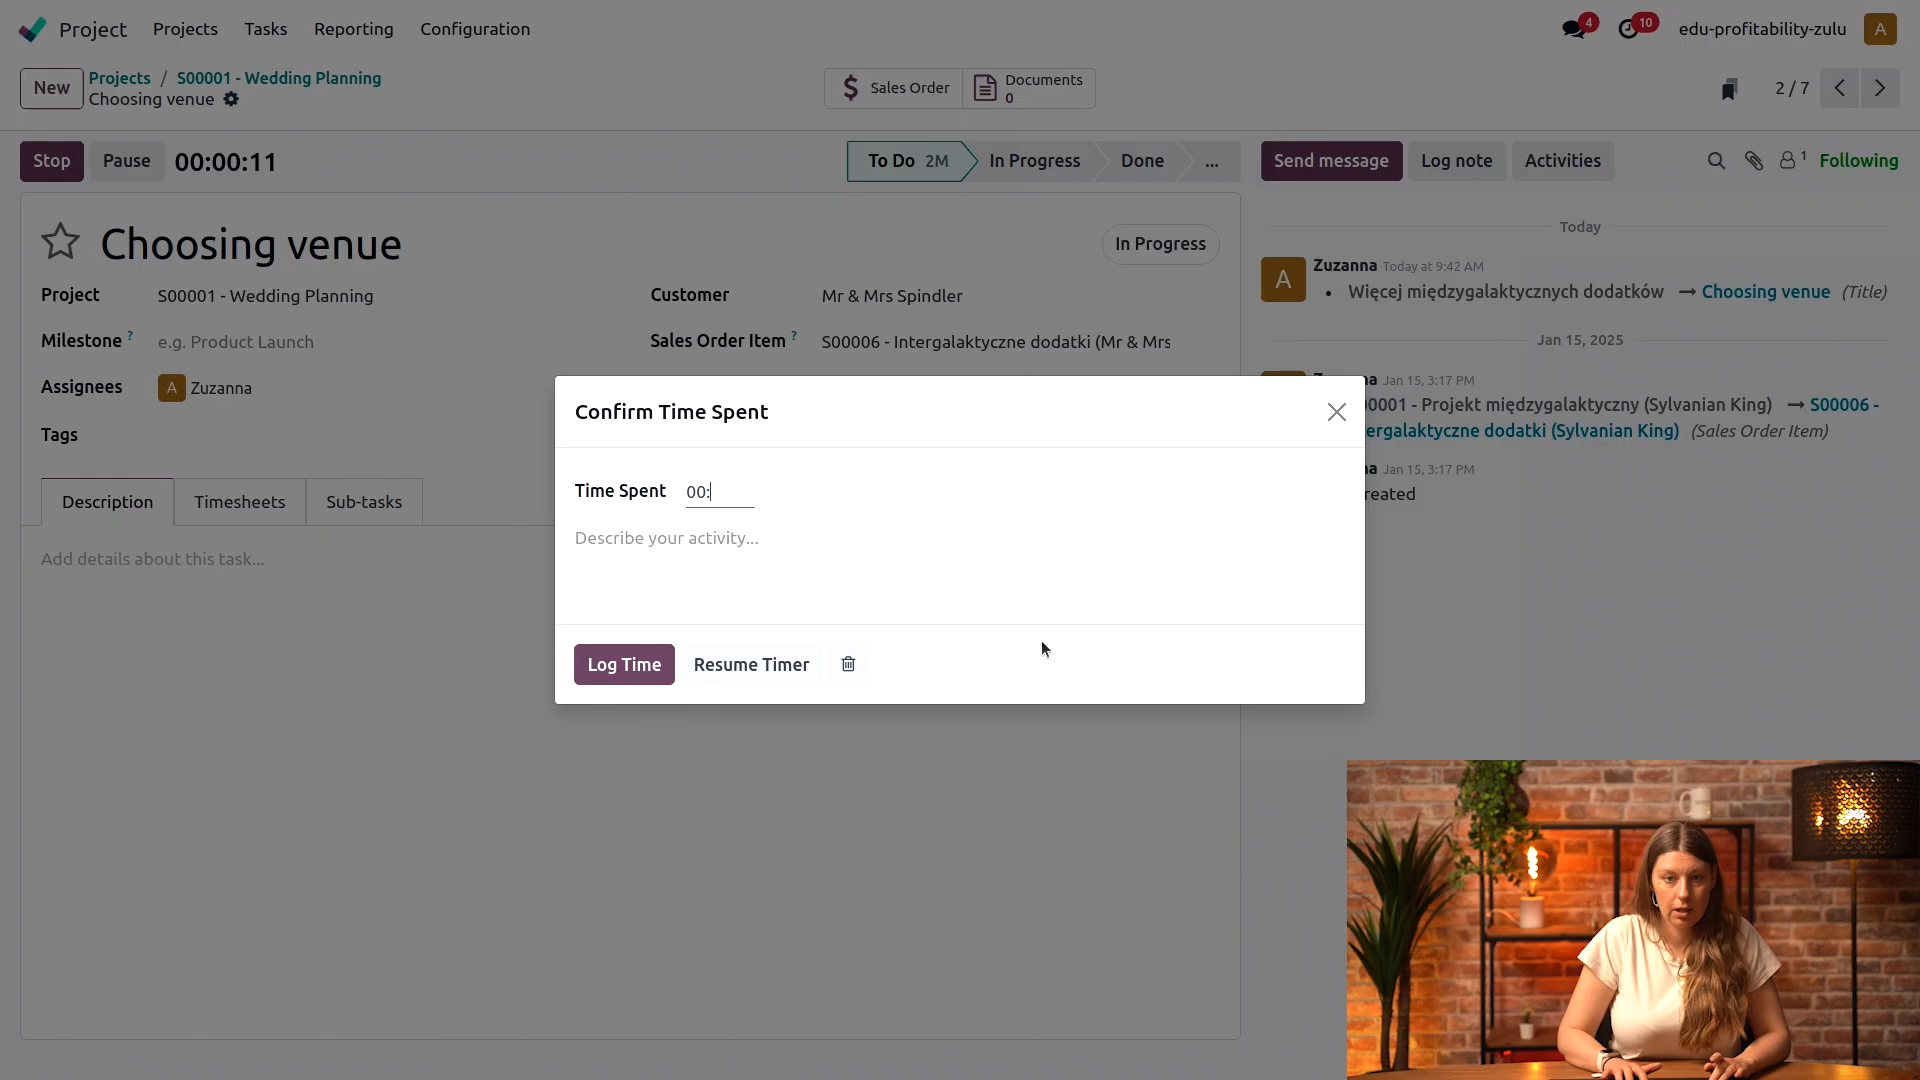 Project Projects Tasks Reporting Configuration 4 10 edu-profitability-zulu A
New Projects / S00001 - Wedding Planning
Choosing venue
Sales Order Documents
0
2 / 7
Stop Pause 00:00:11 To Do 2M In Progress Done ... Send message Log note Activities 1 Following
Choosing venue In Progress
Project S00001 - Wedding Planning
Customer Mr & Mrs Spindler
Milestone ? e.g. Product Launch
Sales Order Item ? S00006 - Intergalaktyczne dodatki (Mr & Mrs
Assignees A Zuzanna
Tags
Description Timesheets Sub-tasks
Add details about this task...
Confirm Time Spent
Time Spent 00:
Describe your activity...
Log Time Resume Timer
Today
A Zuzanna Today at 9:42 AM
• Więcej międzygalaktycznych dodatków → Choosing venue (Title)
Jan 15, 2025
na Jan 15, 3:17 PM
0001 - Projekt międzygalaktyczny (Sylvanian King) → S00006 -
tergalaktyczne dodatki (Sylvanian King) (Sales Order Item)
na Jan 15, 3:17 PM
reated